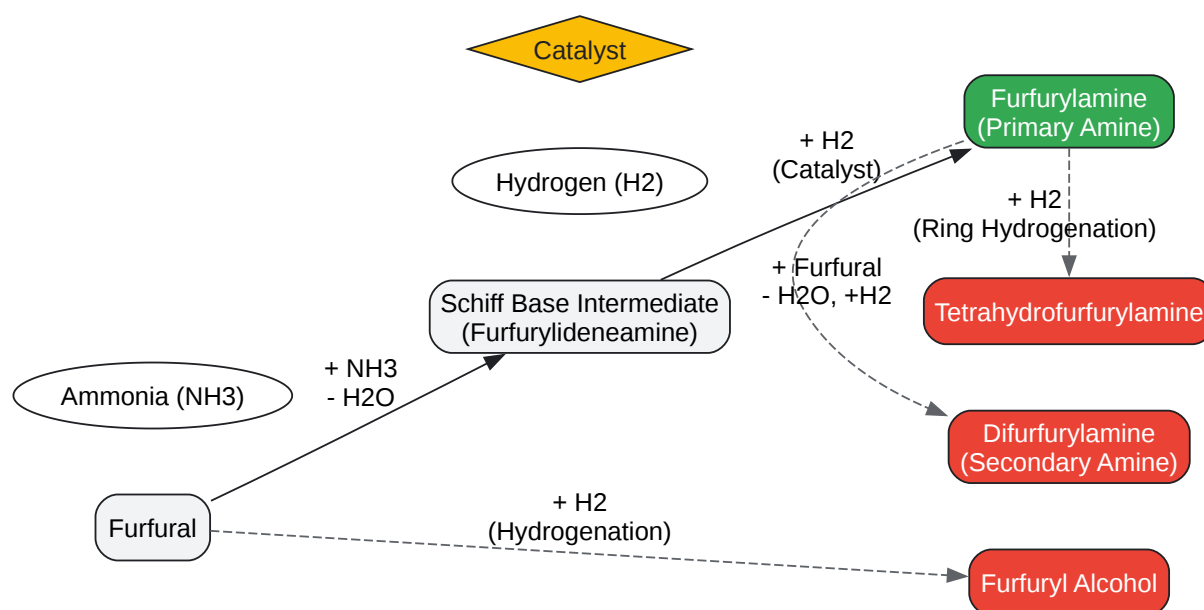 Catalyst
Furfurylamine
(Primary Amine)
+ H2
(Catalyst)
Hydrogen (H2)
+ H2
(Ring Hydrogenation)
+ Furfural
- H2O, +H2
Schiff Base Intermediate
(Furfurylideneamine)
Tetrahydrofurfurylamine
+ NH3
- H2O
Ammonia (NH3)
Difurfurylamine
(Secondary Amine)
+ H2
(Hydrogenation)
Furfural
Furfuryl Alcohol